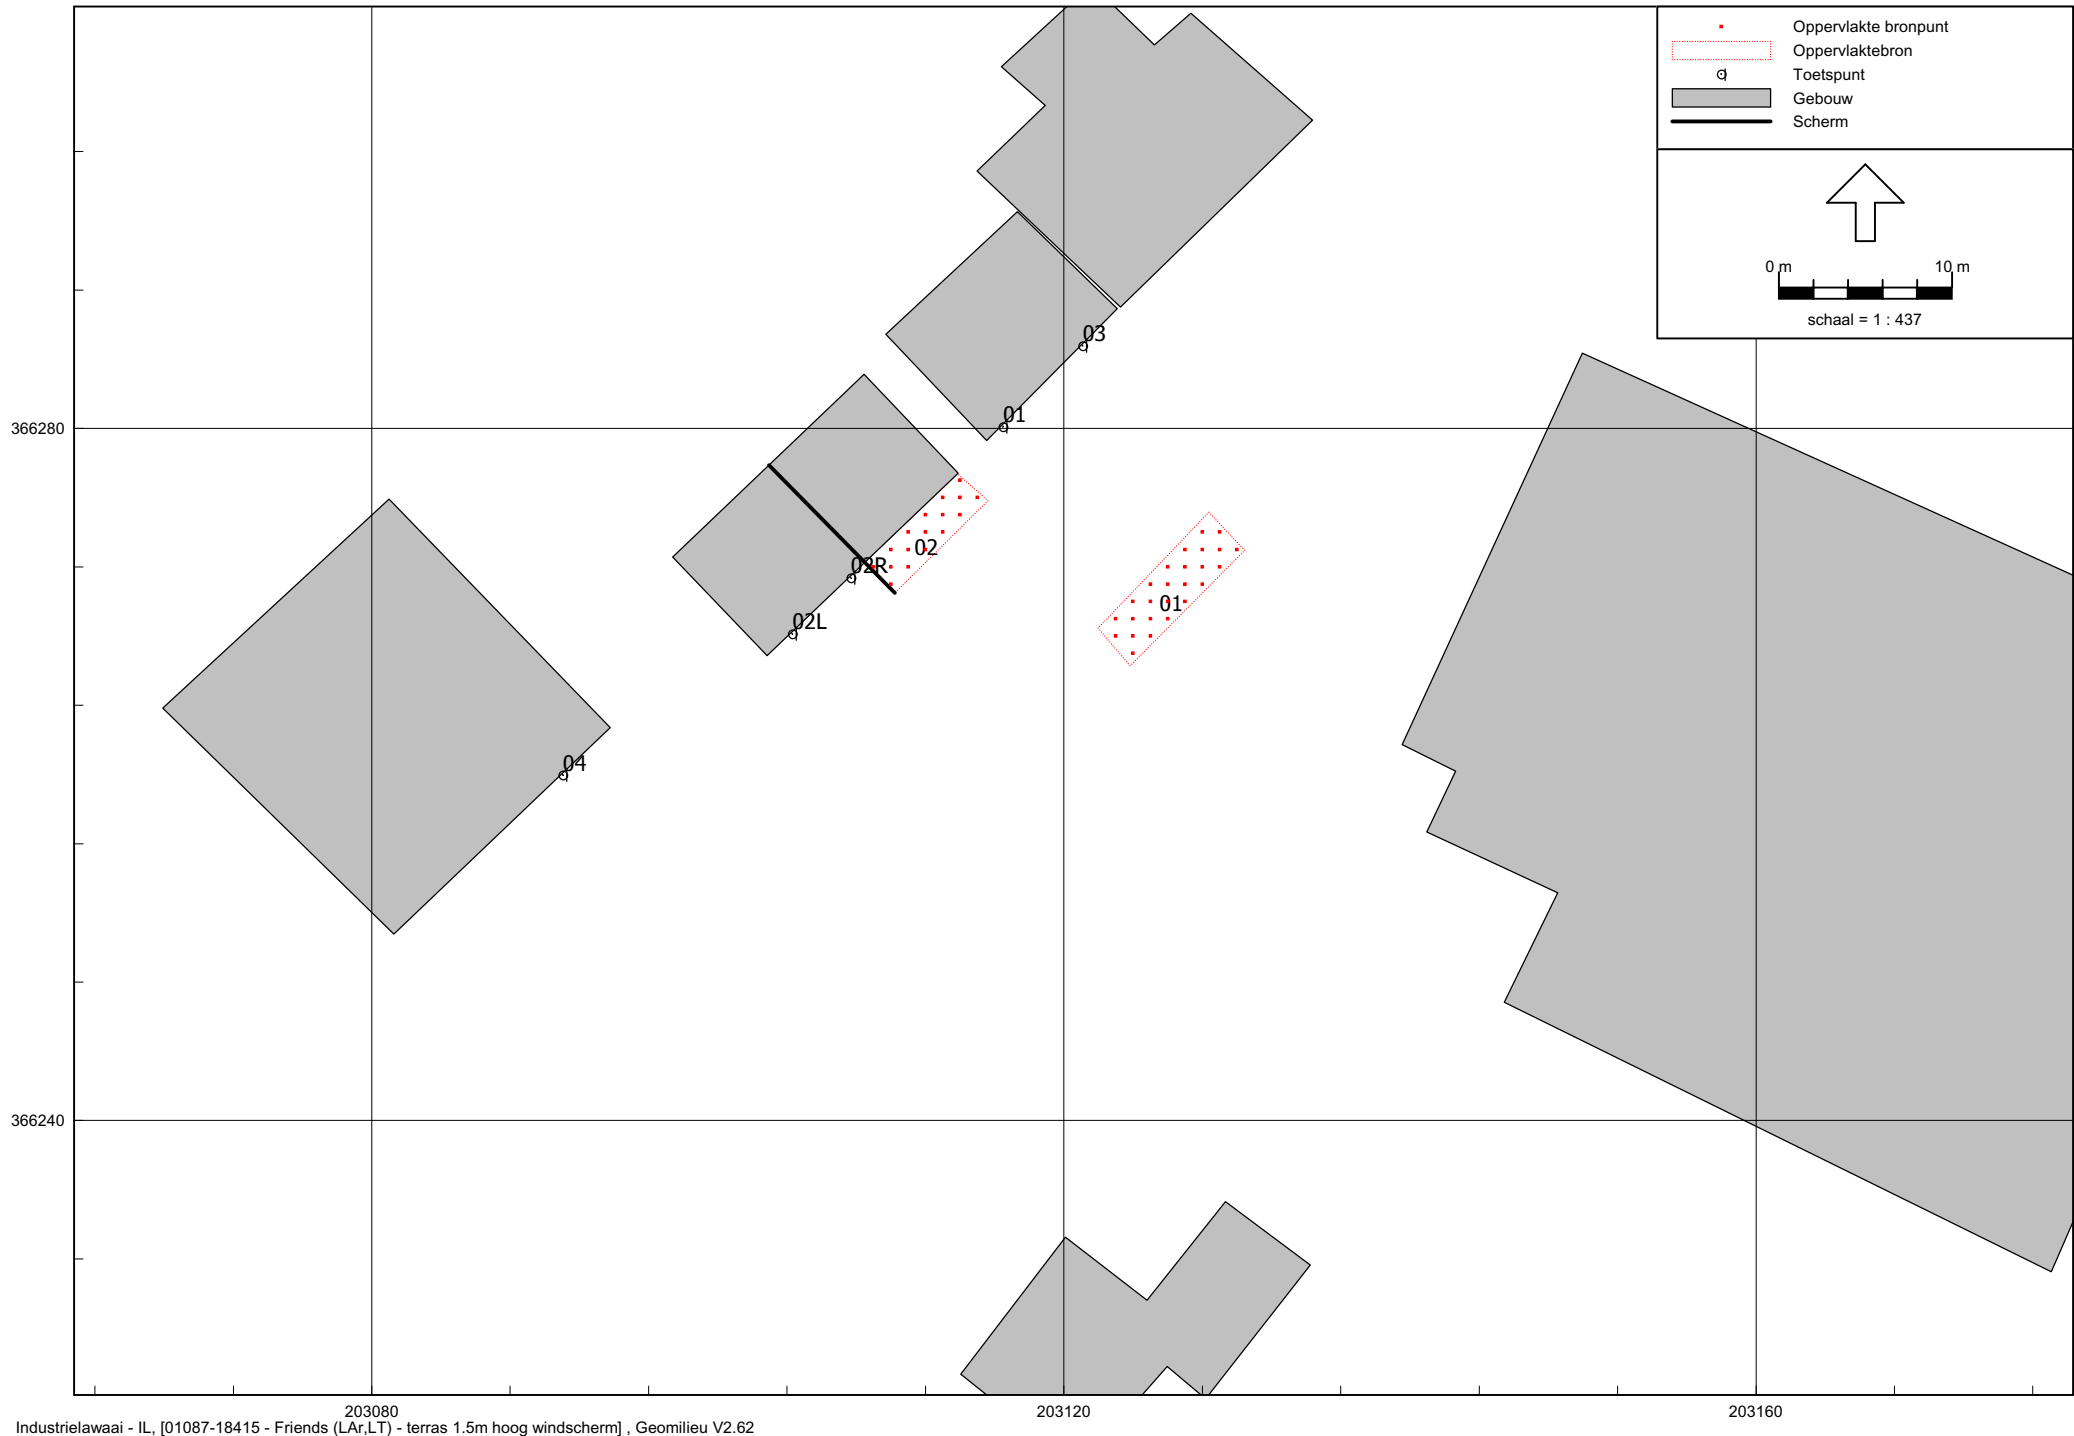 Oppervlakte bronpunt
Oppervlaktebron
Toetspunt
Gebouw
Scherm
0 m 10 m
schaal = 1 : 437
03
01
366280
02
02R
01
02L
04
366240
203080 203120 203160
Industrielawaai - IL, [01087-18415 - Friends (LAr,LT) - terras 1.5m hoog windscherm] , Geomilieu V2.62